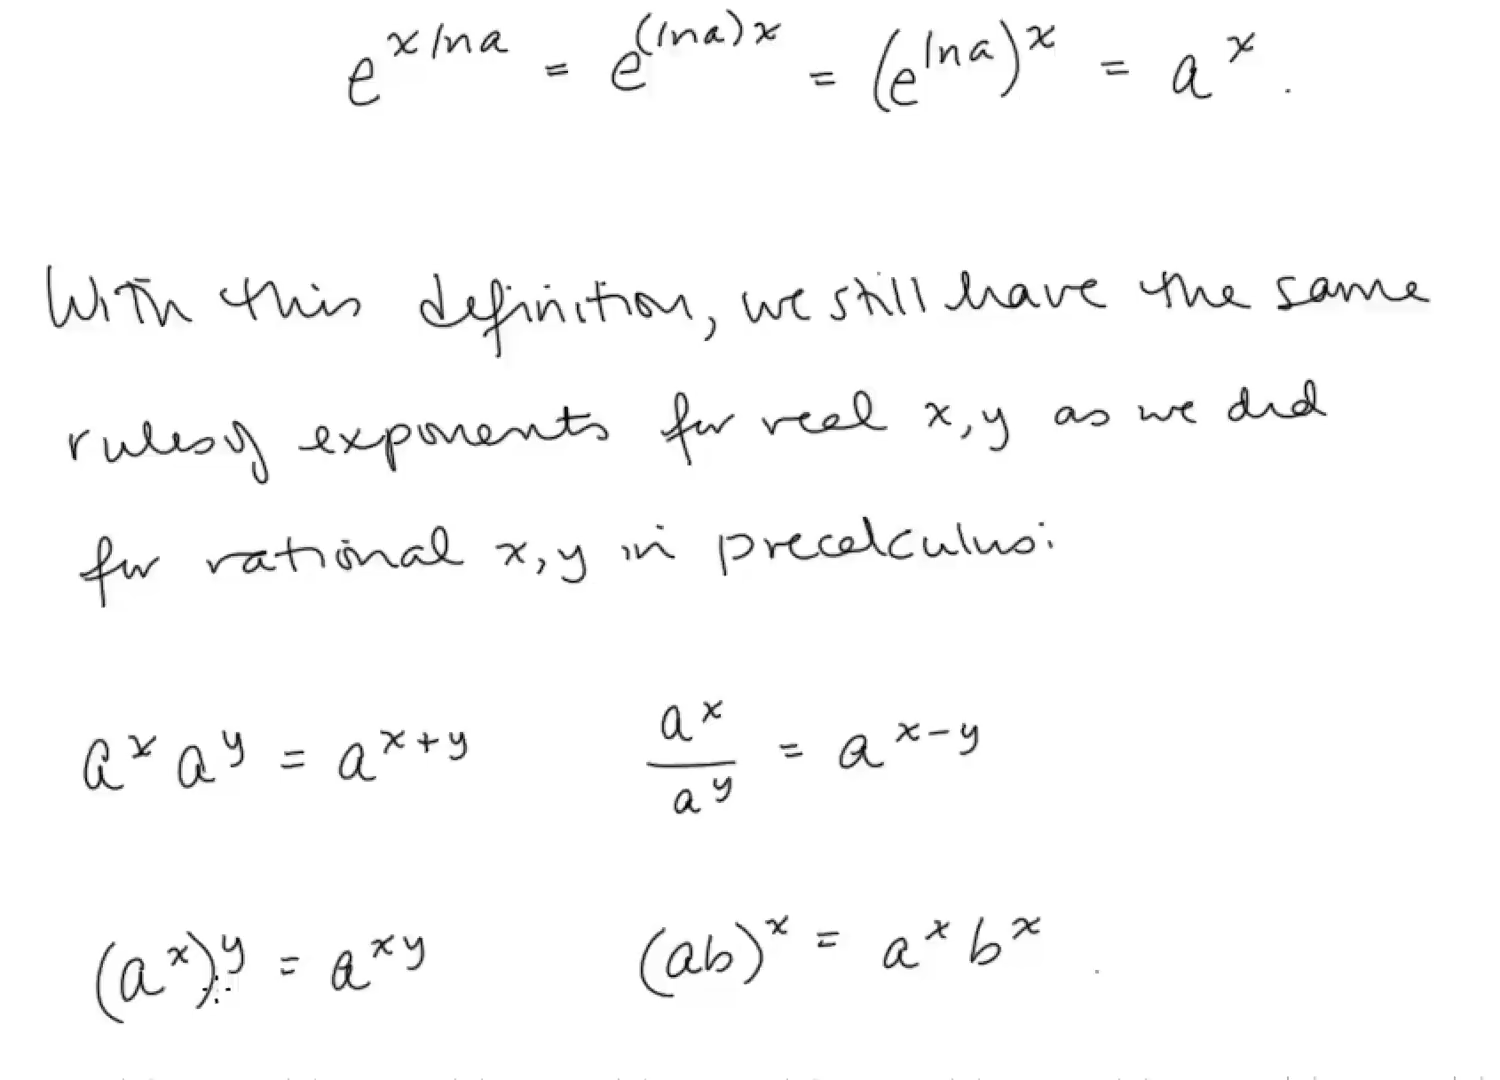 e^{x ln a} = e^{(ln a) x} = (e^{ln a})^x = a^x.
With this definition, we still have the same
rules of exponents for real x, y as we did
for rational x, y in precalculus:
a^x a^y = a^{x+y}    \frac{a^x}{a^y} = a^{x-y}
(a^x)^y = a^{xy}    (ab)^x = a^x b^x.